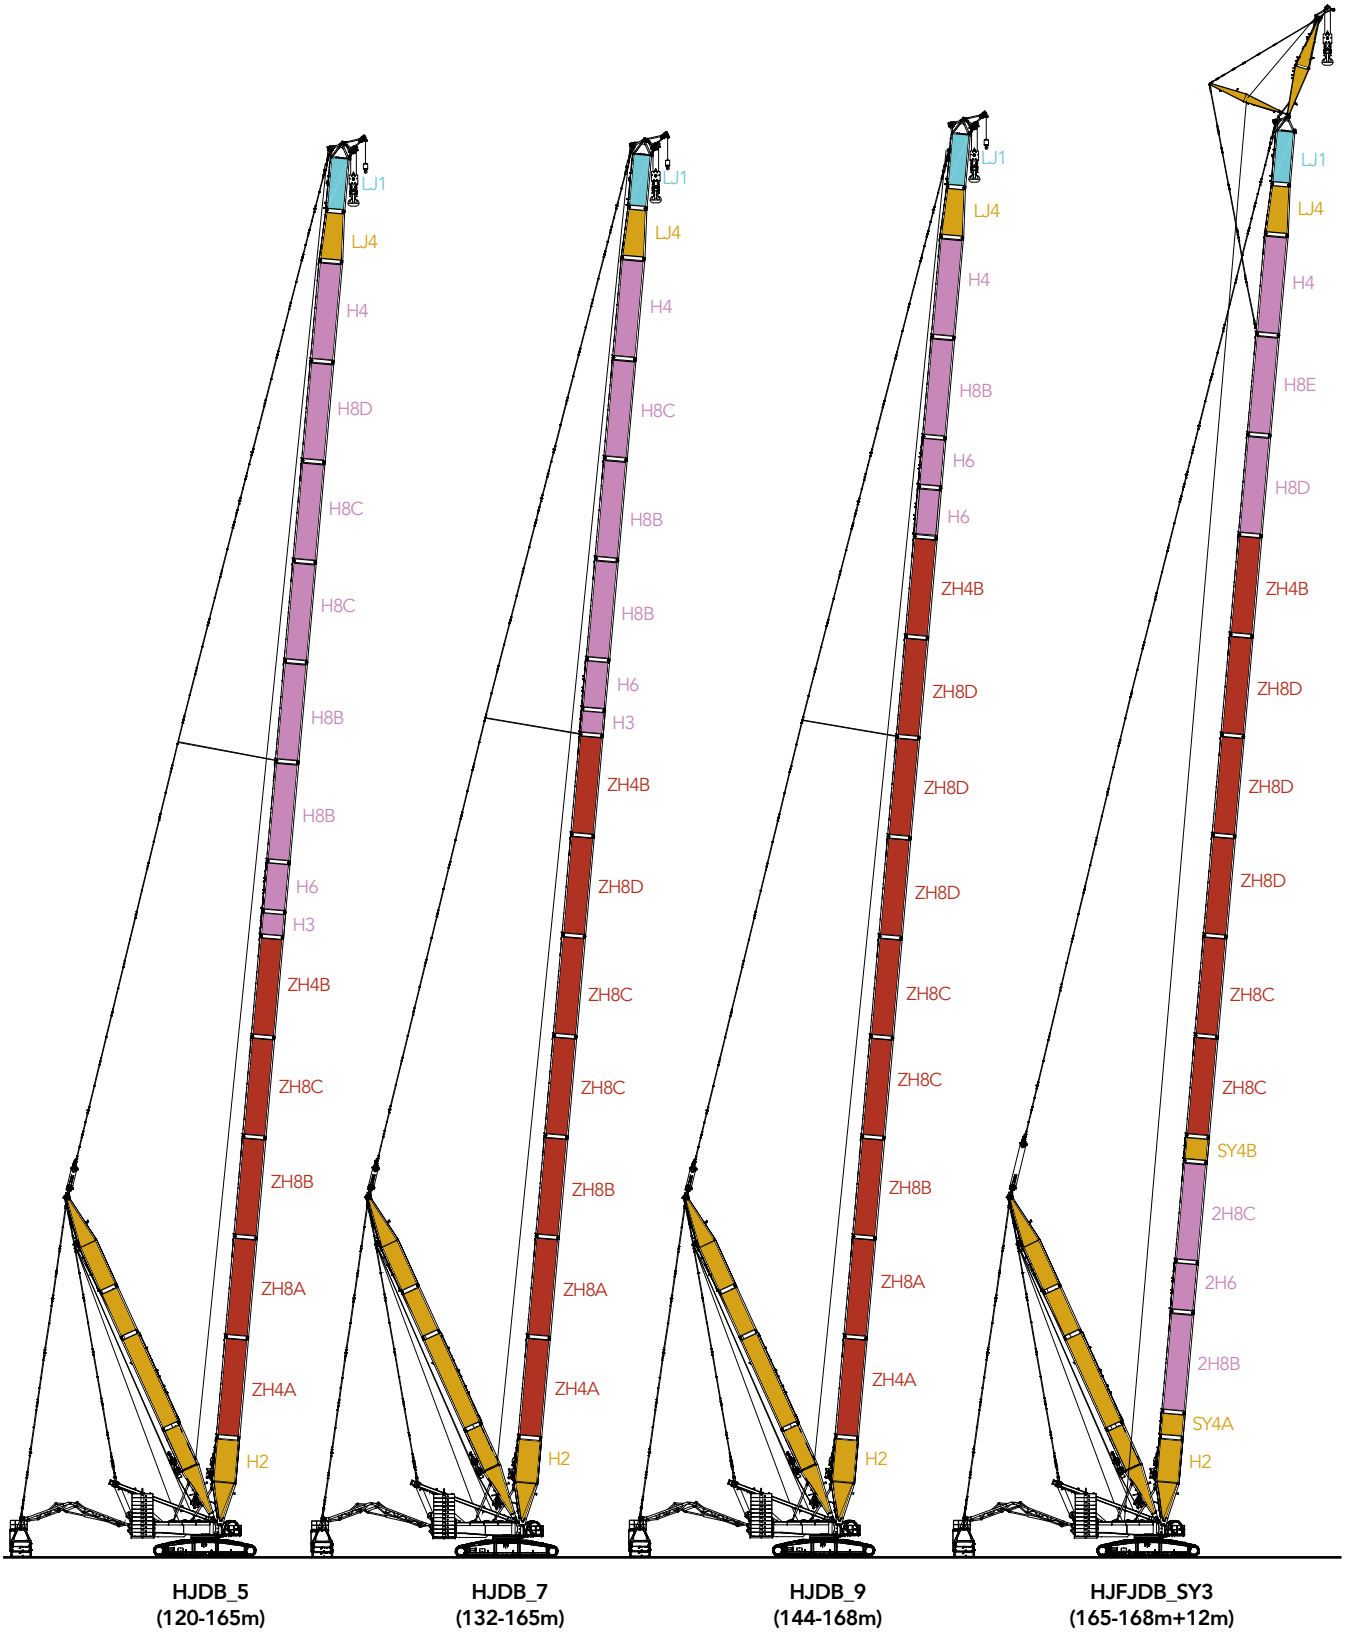 LJ1
LJ4
H4
H8D
H8C
H8C
H8B
H8B
H6
H3
ZH4B
ZH8C
ZH8B
ZH8A
ZH4A
H2
HJDB_5
(120-165m)
LJ1
LJ4
H4
H8C
H8B
H8B
H6
H3
ZH4B
ZH8D
ZH8C
ZH8C
ZH8B
ZH8A
ZH4A
H2
HJDB_7
(132-165m)
LJ1
LJ4
H4
H8B
H6
H6
ZH4B
ZH8D
ZH8D
ZH8D
ZH8C
ZH8C
ZH8B
ZH8A
ZH4A
H2
HJDB_9
(144-168m)
LJ1
LJ4
H4
H8E
H8D
ZH4B
ZH8D
ZH8D
ZH8D
ZH8C
ZH8C
SY4B
2H8C
2H6
2H8B
SY4A
H2
HJFJDB_SY3
(165-168m+12m)